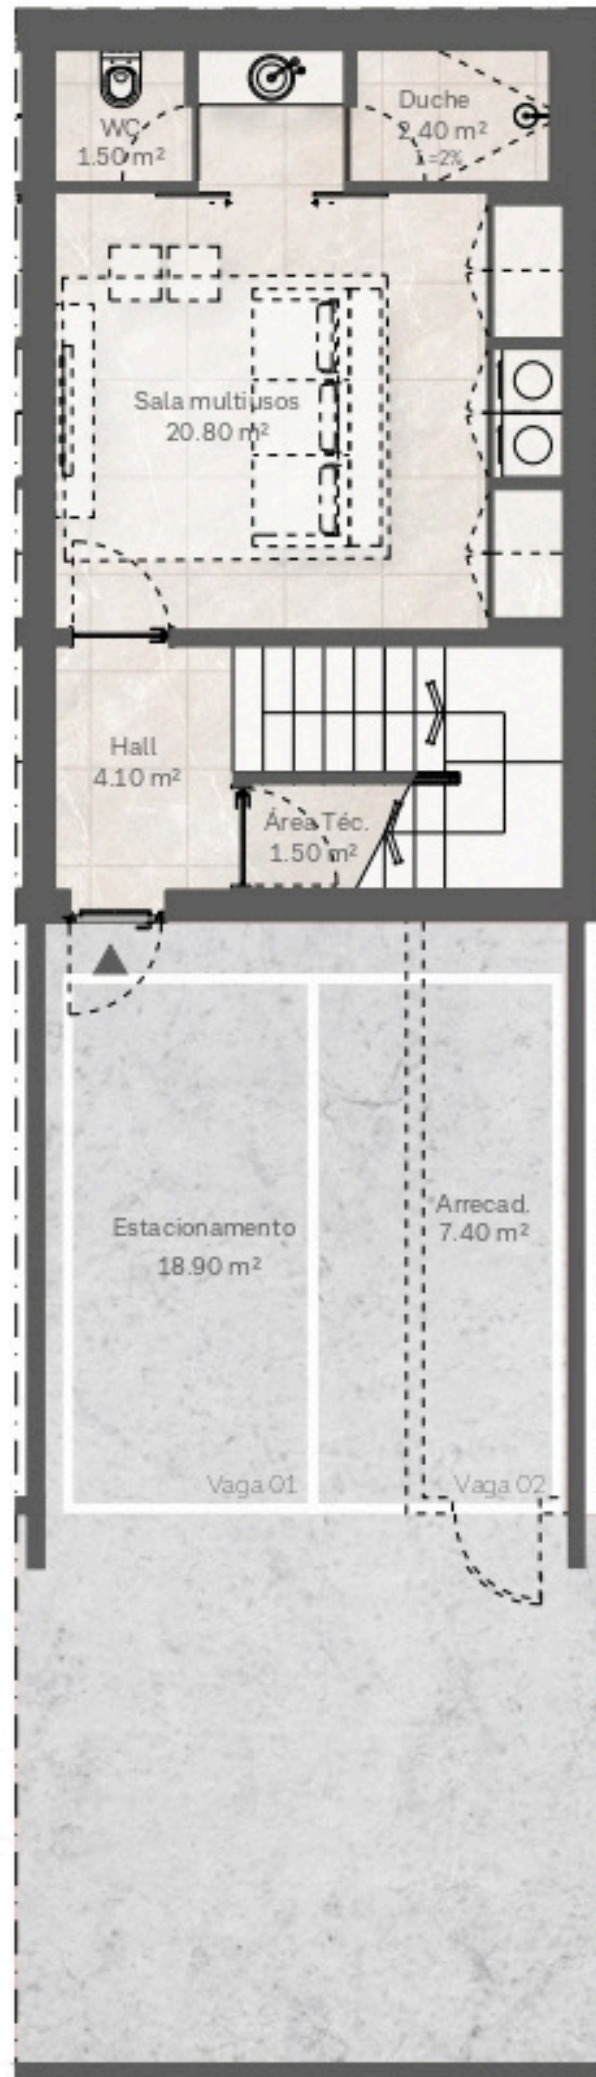 WC
1.50 m²
Duche
2.40 m²
i=2%
Sala multiusos
20.80 m²
Hall
4.10 m²
Área Téc.
1.50 m²
Estacionamento
18.90 m²
Arrecad.
7.40 m²
Vaga 01
Vaga 02